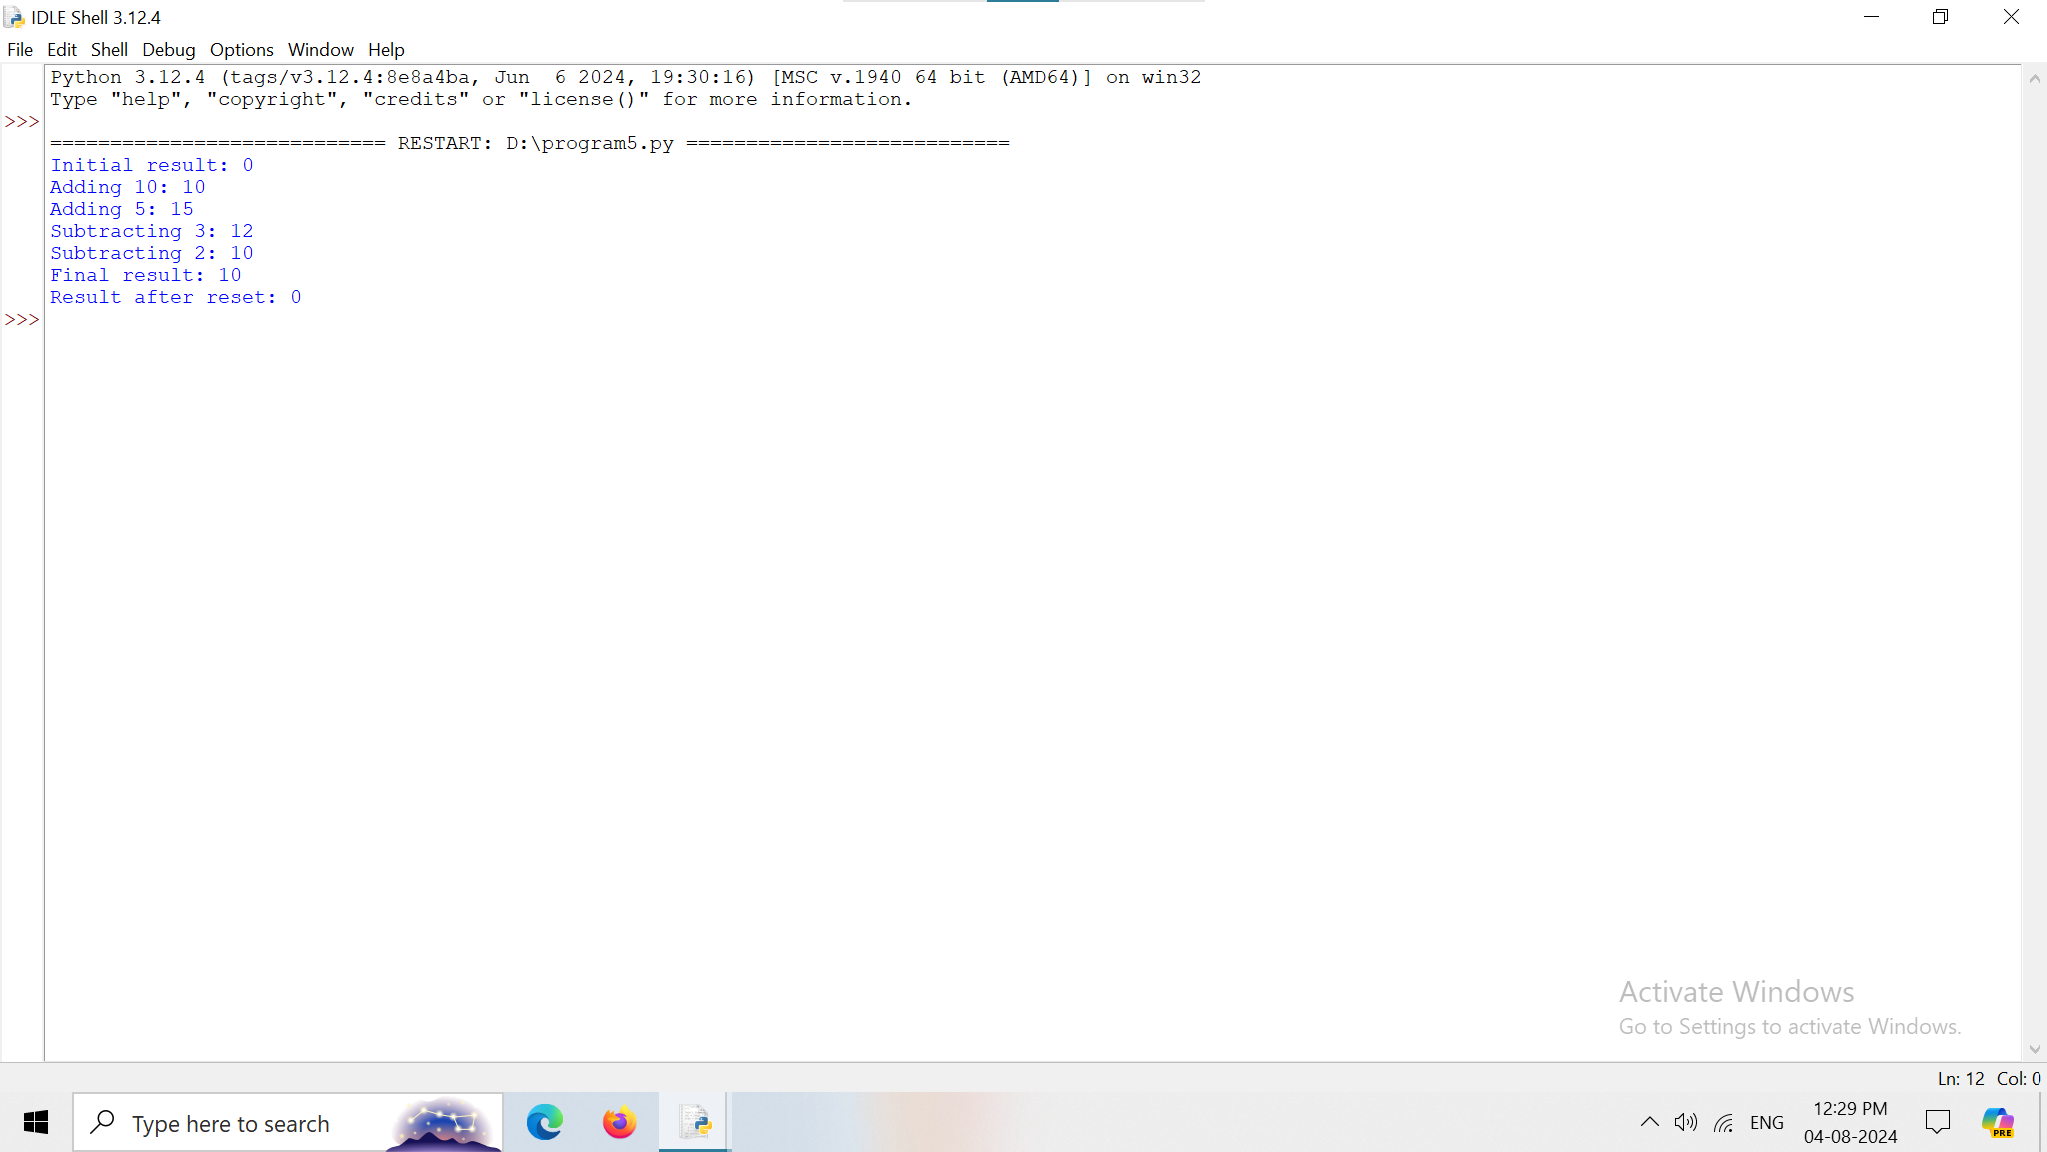 IDLE Shell 3.12.4
File Edit Shell Debug Options Window Help
Python 3.12.4 (tags/v3.12.4:8e8a4ba, Jun  6 2024, 19:30:16) [MSC v.1940 64 bit (AMD64)] on win32
Type "help", "copyright", "credits" or "license()" for more information.
>>>
============================ RESTART: D:\program5.py ===========================
Initial result: 0
Adding 10: 10
Adding 5: 15
Subtracting 3: 12
Subtracting 2: 10
Final result: 10
Result after reset: 0
>>>
Activate Windows
Go to Settings to activate Windows.
Ln: 12 Col: 0
Type here to search
ENG
12:29 PM
04-08-2024
PRE